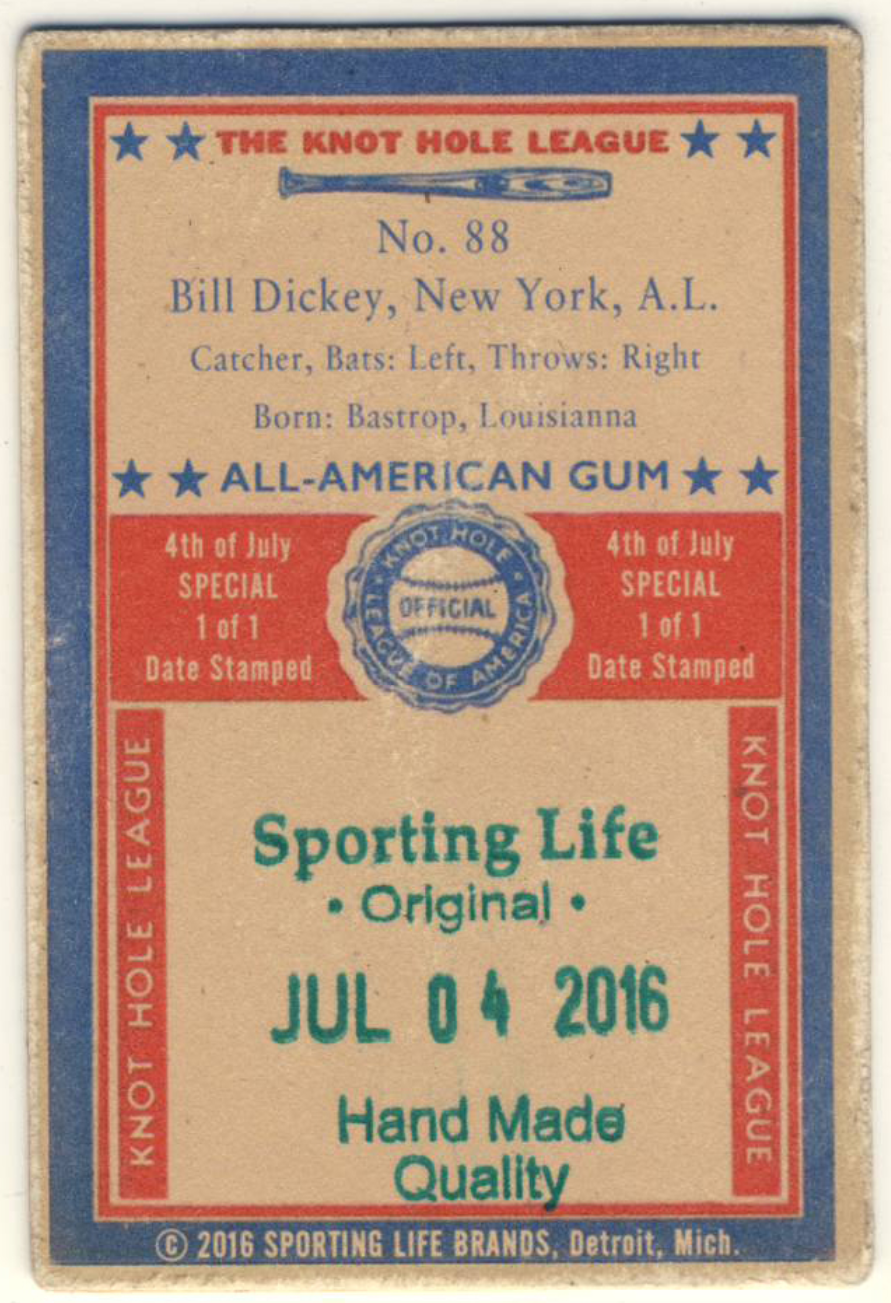 THE KNOT HOLE LEAGUE
No. 88
Bill Dickey, New York, A.L.
Catcher, Bats: Left, Throws: Right
Born: Bastrop, Louisianna
ALL-AMERICAN GUM
4th of July
SPECIAL
1 of 1
Date Stamped
KNOT HOLE
LEAGUE OF AMERICA
OFFICIAL
4th of July
SPECIAL
1 of 1
Date Stamped
KNOT HOLE LEAGUE
Sporting Life
• Original •
JUL 04 2016
Hand Made
Quality
KNOT HOLE LEAGUE
© 2016 SPORTING LIFE BRANDS, Detroit, Mich.